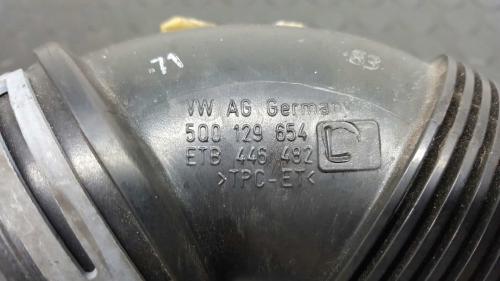 71 83
VW AG Germany
5Q0 129 654 D
ETB 446 482
>TPC-ET<